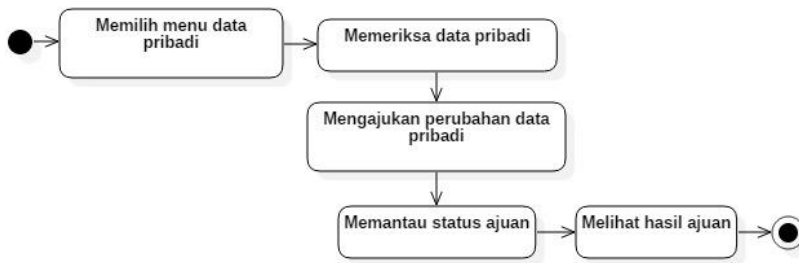 Memilih menu data
pribadi
Memeriksa data pribadi
Mengajukan perubahan data
pribadi
Memantau status ajuan
Melihat hasil ajuan